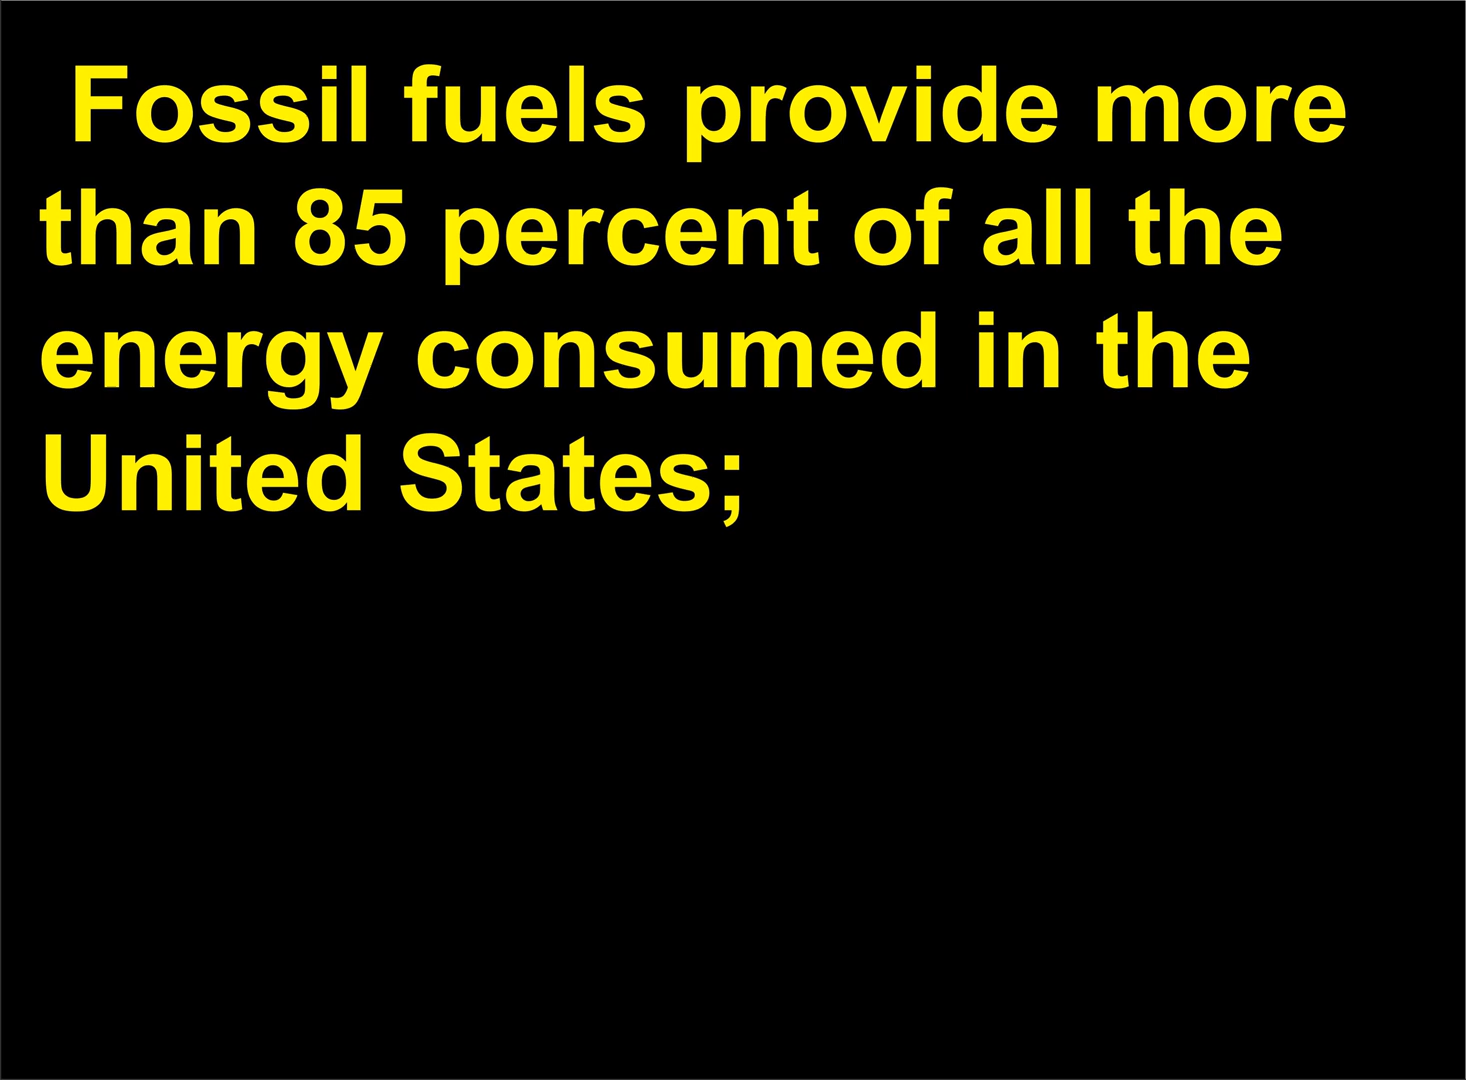 Fossil fuels provide more
than 85 percent of all the
energy consumed in the
United States;